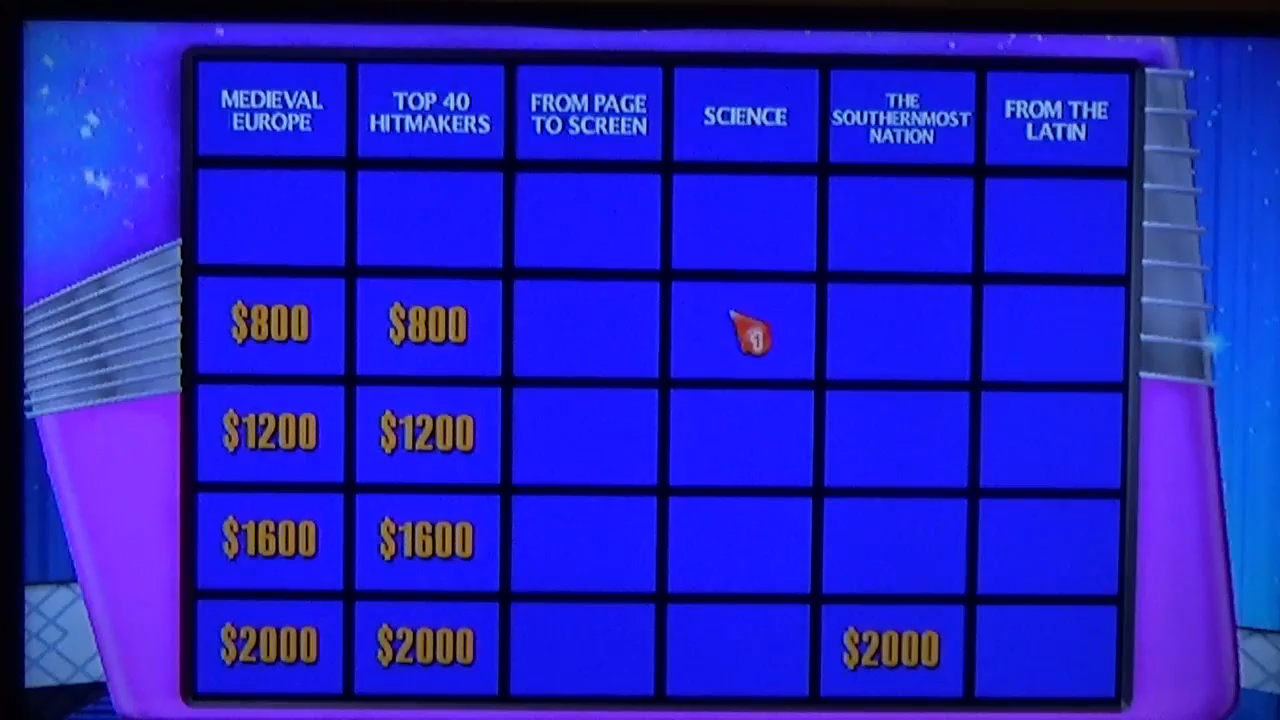 MEDIEVAL
EUROPE
TOP 40
HITMAKERS
FROM PAGE
TO SCREEN
SCIENCE
THE
SOUTHERNMOST
NATION
FROM THE
LATIN
$800
$800
1
$1200
$1200
$1600
$1600
$2000
$2000
$2000